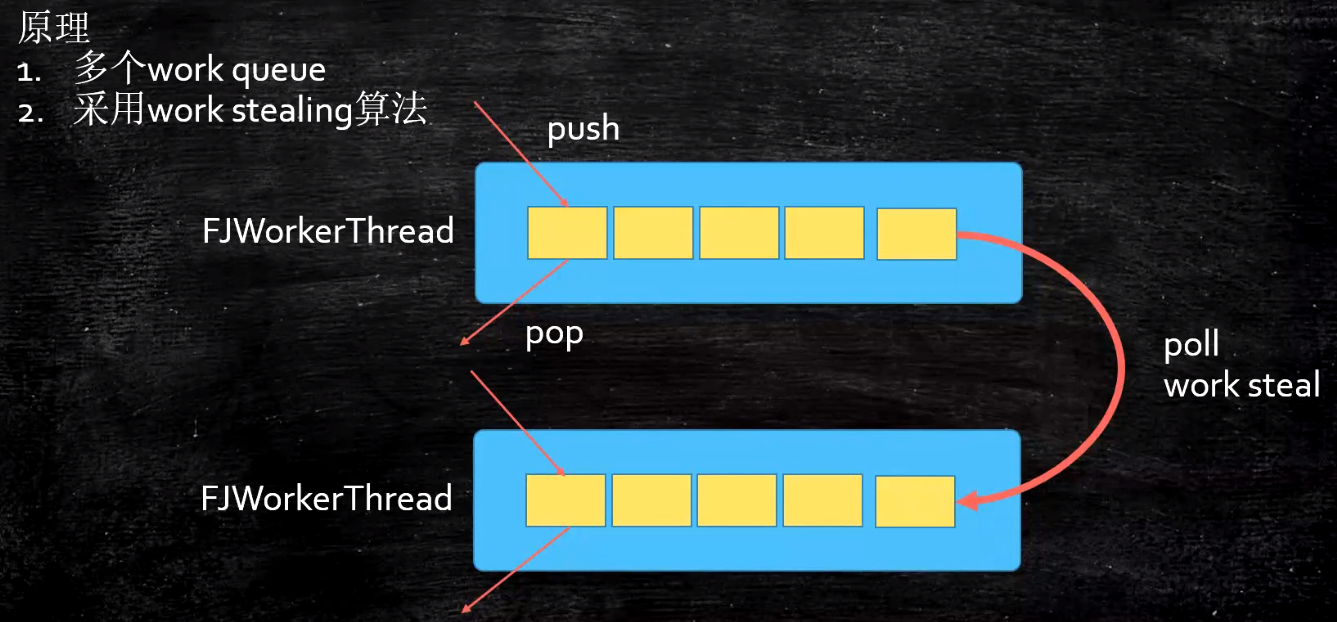 原理
1. 多个work queue
2. 采用work stealing算法
push
FJWorkerThread
pop
poll
work steal
FJWorkerThread